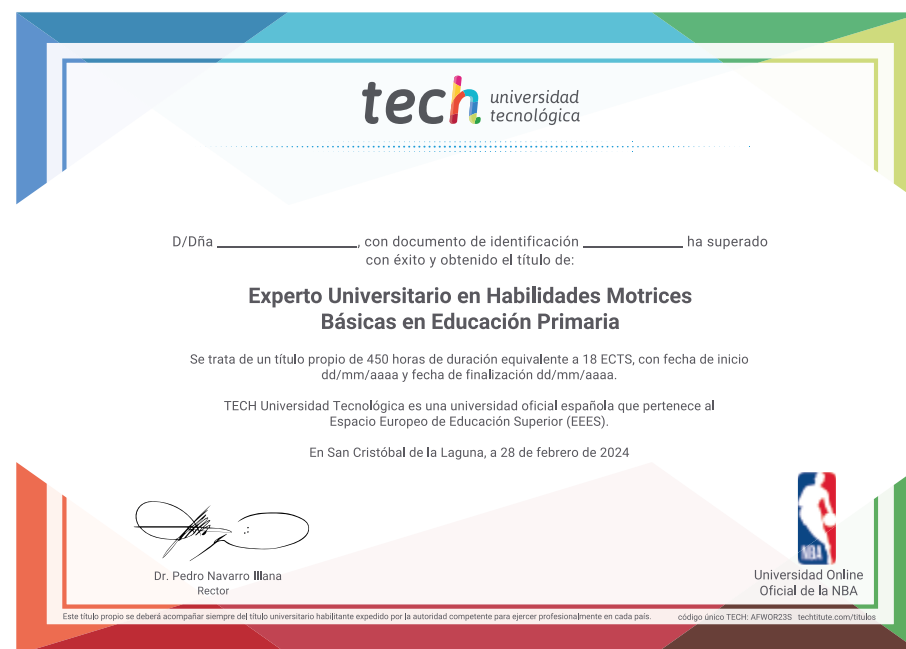 tech universidad
tecnológica
D/Dña ____________________, con documento de identificación ______________ ha superado
con éxito y obtenido el título de:
Experto Universitario en Habilidades Motrices
Básicas en Educación Primaria
Se trata de un título propio de 450 horas de duración equivalente a 18 ECTS, con fecha de inicio
dd/mm/aaaa y fecha de finalización dd/mm/aaaa.
TECH Universidad Tecnológica es una universidad oficial española que pertenece al
Espacio Europeo de Educación Superior (EEES).
En San Cristóbal de la Laguna, a 28 de febrero de 2024
Dr. Pedro Navarro Illana
Rector
NBA
Universidad Online
Oficial de la NBA
Este título propio se deberá acompañar siempre del título universitario habilitante expedido por la autoridad competente para ejercer profesionalmente en cada país.
código único TECH: AFWOR23S techtitute.com/titulos